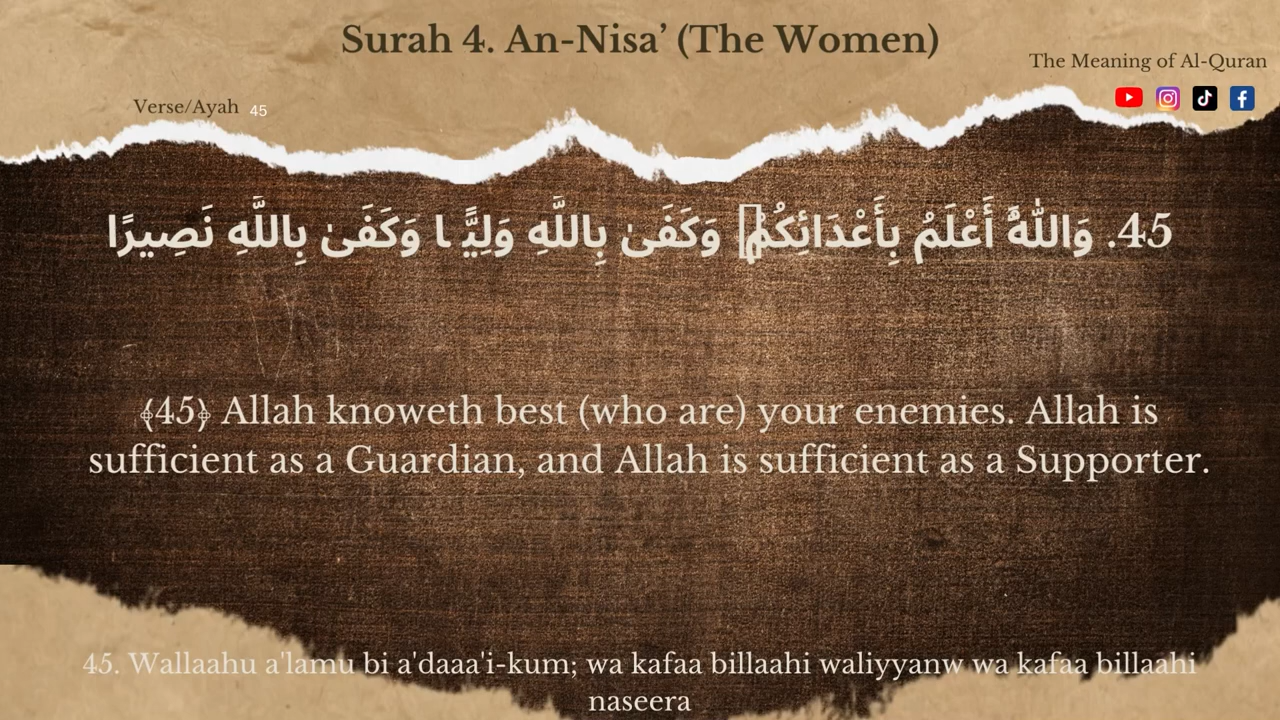 Surah 4. An-Nisa’ (The Women)
The Meaning of Al-Quran
Verse/Ayah 45
45. وَاللَّهُ أَعْلَمُ بِأَعْدَائِكُمْ وَكَفَىٰ بِاللَّهِ وَلِيًّا وَكَفَىٰ بِاللَّهِ نَصِيرًا
﴾45﴿ Allah knoweth best (who are) your enemies. Allah is
sufficient as a Guardian, and Allah is sufficient as a Supporter.
45. Wallaahu a'lamu bi a'daaa'i-kum; wa kafaa billaahi waliyyanw wa kafaa billaahi
naseera